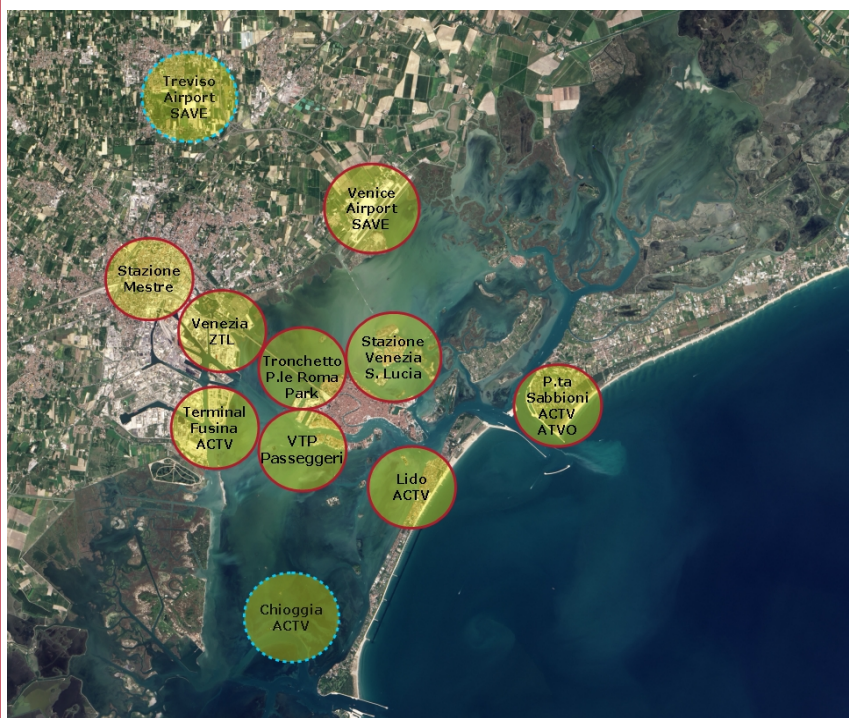 Treviso
Airport
SAVE
Venice
Airport
SAVE
Stazione
Mestre
Venezia
ZTL
Tronchetto
P.le Roma
Park
Stazione
Venezia
S. Lucia
P.ta
Sabbioni
ACTV
ATVO
Terminal
Fusina
ACTV
VTP
Passeggeri
Lido
ACTV
Chioggia
ACTV